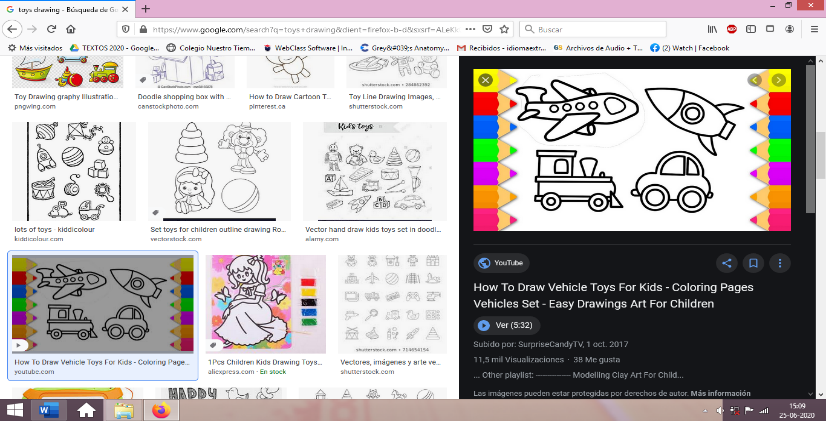 toys drawing - Búsqueda de Go
https://www.google.com/search?q=toys+drawing&client=firefox-b-d&sxsrf=ALeKk
Buscar
Más visitados
TEXTOS 2020 - Google...
Colegio Nuestro Tiem...
WebClass Software | In...
Grey&#039;s Anatomy...
Recibidos - idiomaextr...
Archivos de Audio + T...
(2) Watch | Facebook
Toy Drawing graphy Illustratio...
pngwing.com
Doodle shopping box with ...
canstockphoto.com
How to Draw Cartoon T...
pinterest.ca
Toy Line Drawing Images, ...
shutterstock.com
lots of toys - kiddicolour
kiddicolour.com
Set toys for children outline drawing Ro...
vectorstock.com
Kid's toys
Vector hand draw kids toys set in doodl...
alamy.com
How To Draw Vehicle Toys For Kids - Coloring Page...
youtube.com
1Pcs Children Kids Drawing Toys...
aliexpress.com - En stock
shutterstock.com • 714654154
Vectores, imágenes y arte ve...
shutterstock.com
HAPPY
YouTube
How To Draw Vehicle Toys For Kids - Coloring Pages
Vehicles Set - Easy Drawings Art For Children
Ver (5:32)
Subido por: SurpriseCandyTV, 1 oct. 2017
11,5 mil Visualizaciones · 38 Me gusta
... Other playlist: ------------ Modelling Clay Art For Child...
Las imágenes pueden estar protegidas por derechos de autor. Más información
15:09
25-06-2020